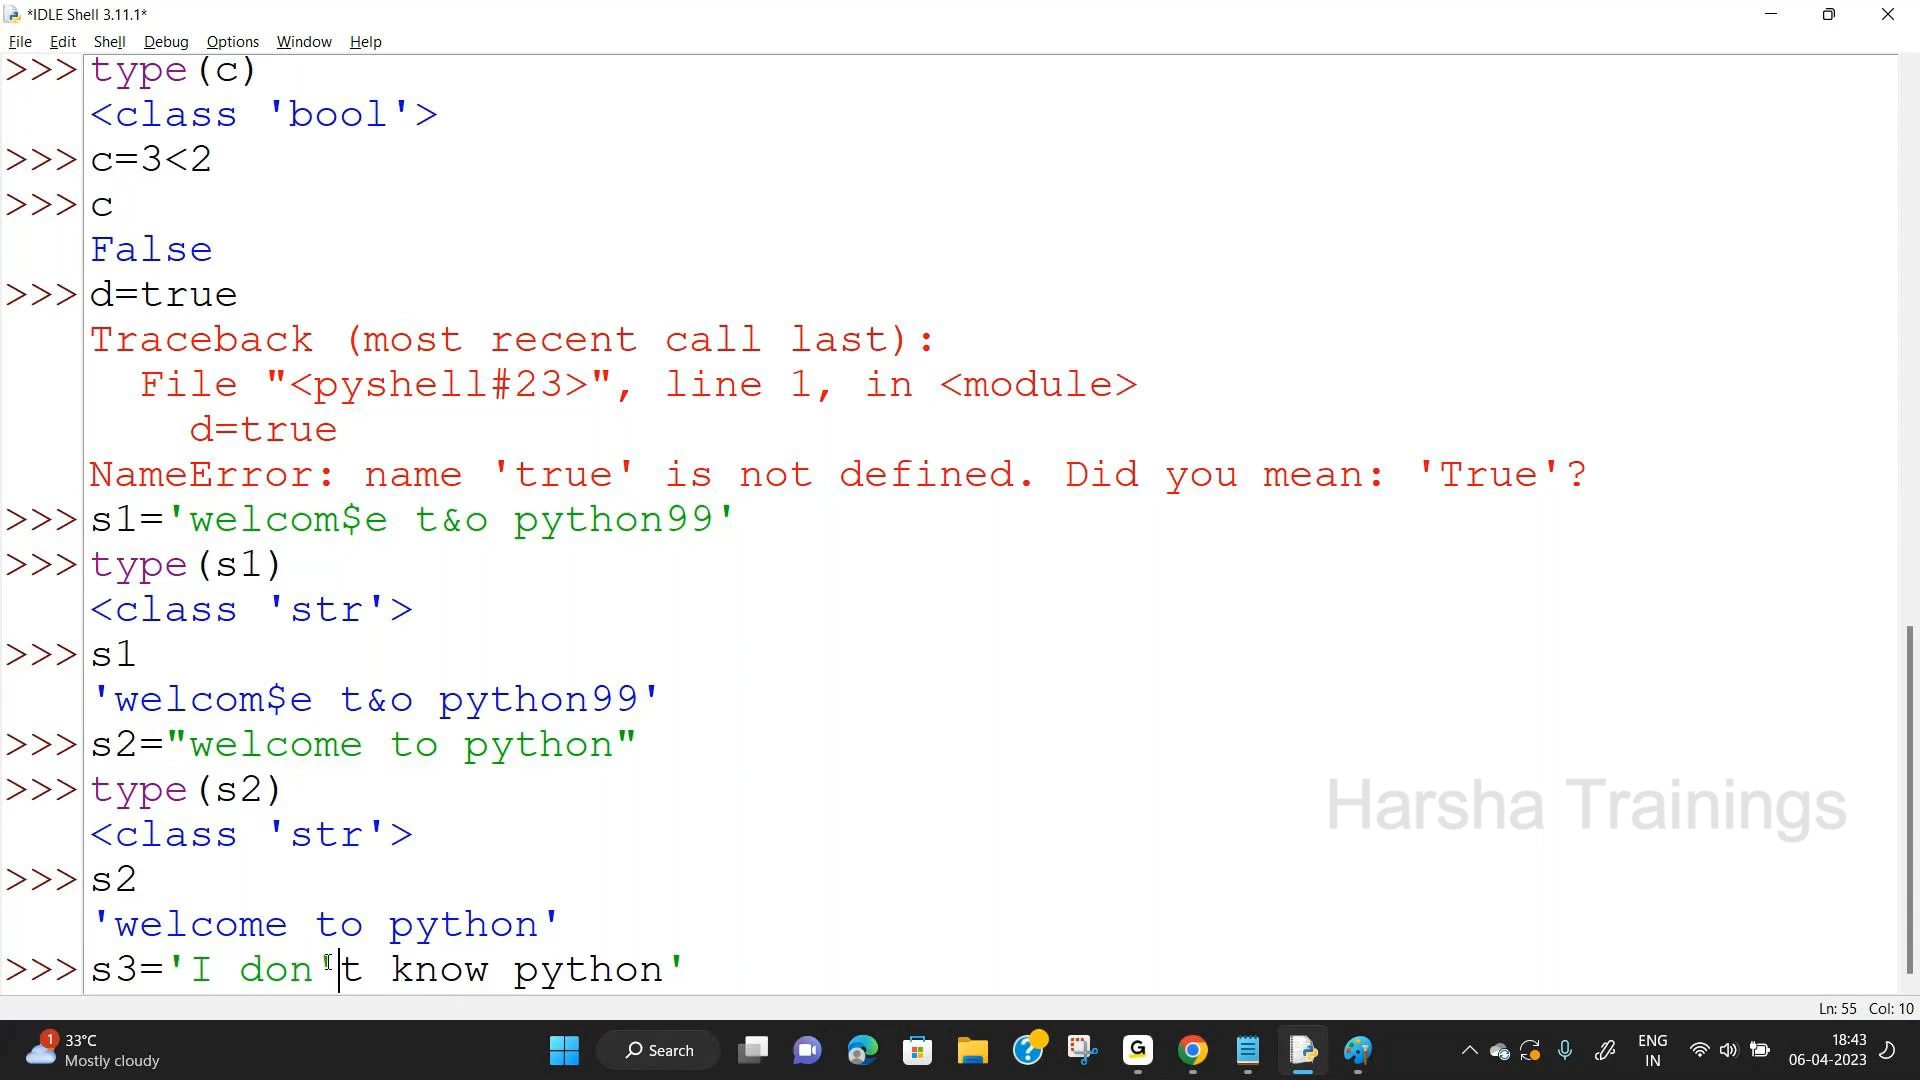 *IDLE Shell 3.11.1*
File Edit Shell Debug Options Window Help
>>> type(c)
<class 'bool'>
>>> c=3<2
>>> c
False
>>> d=true
Traceback (most recent call last):
  File "<pyshell#23>", line 1, in <module>
    d=true
NameError: name 'true' is not defined. Did you mean: 'True'?
>>> s1='welcom$e t&o python99'
>>> type(s1)
<class 'str'>
>>> s1
'welcom$e t&o python99'
>>> s2="welcome to python"
>>> type(s2)
<class 'str'>
>>> s2
'welcome to python'
>>> s3='I don't know python'
Harsha Trainings
Ln: 55 Col: 10
1
33°C
Mostly cloudy
Search
G
ENG
IN
18:43
06-04-2023